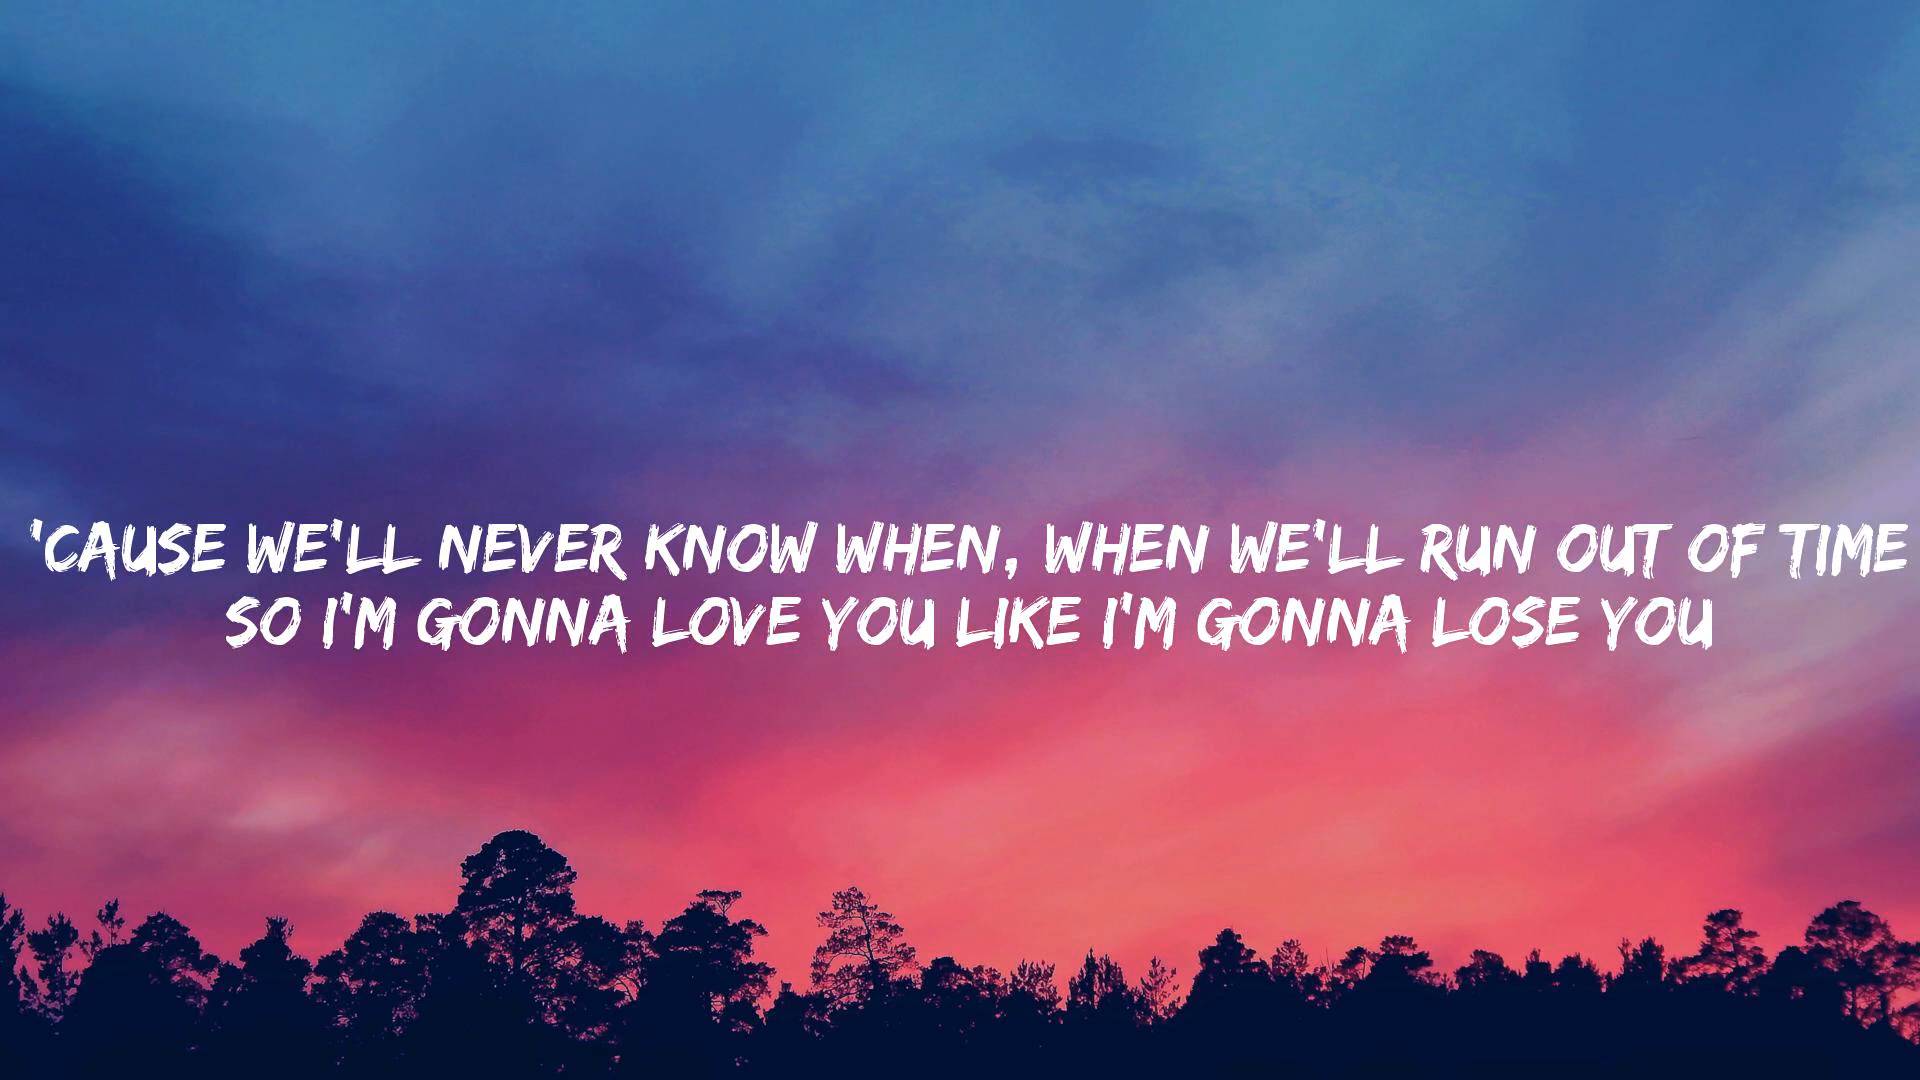 'CAUSE WE'LL NEVER KNOW WHEN, WHEN WE'LL RUN OUT OF TIME
SO I'M GONNA LOVE YOU LIKE I'M GONNA LOSE YOU